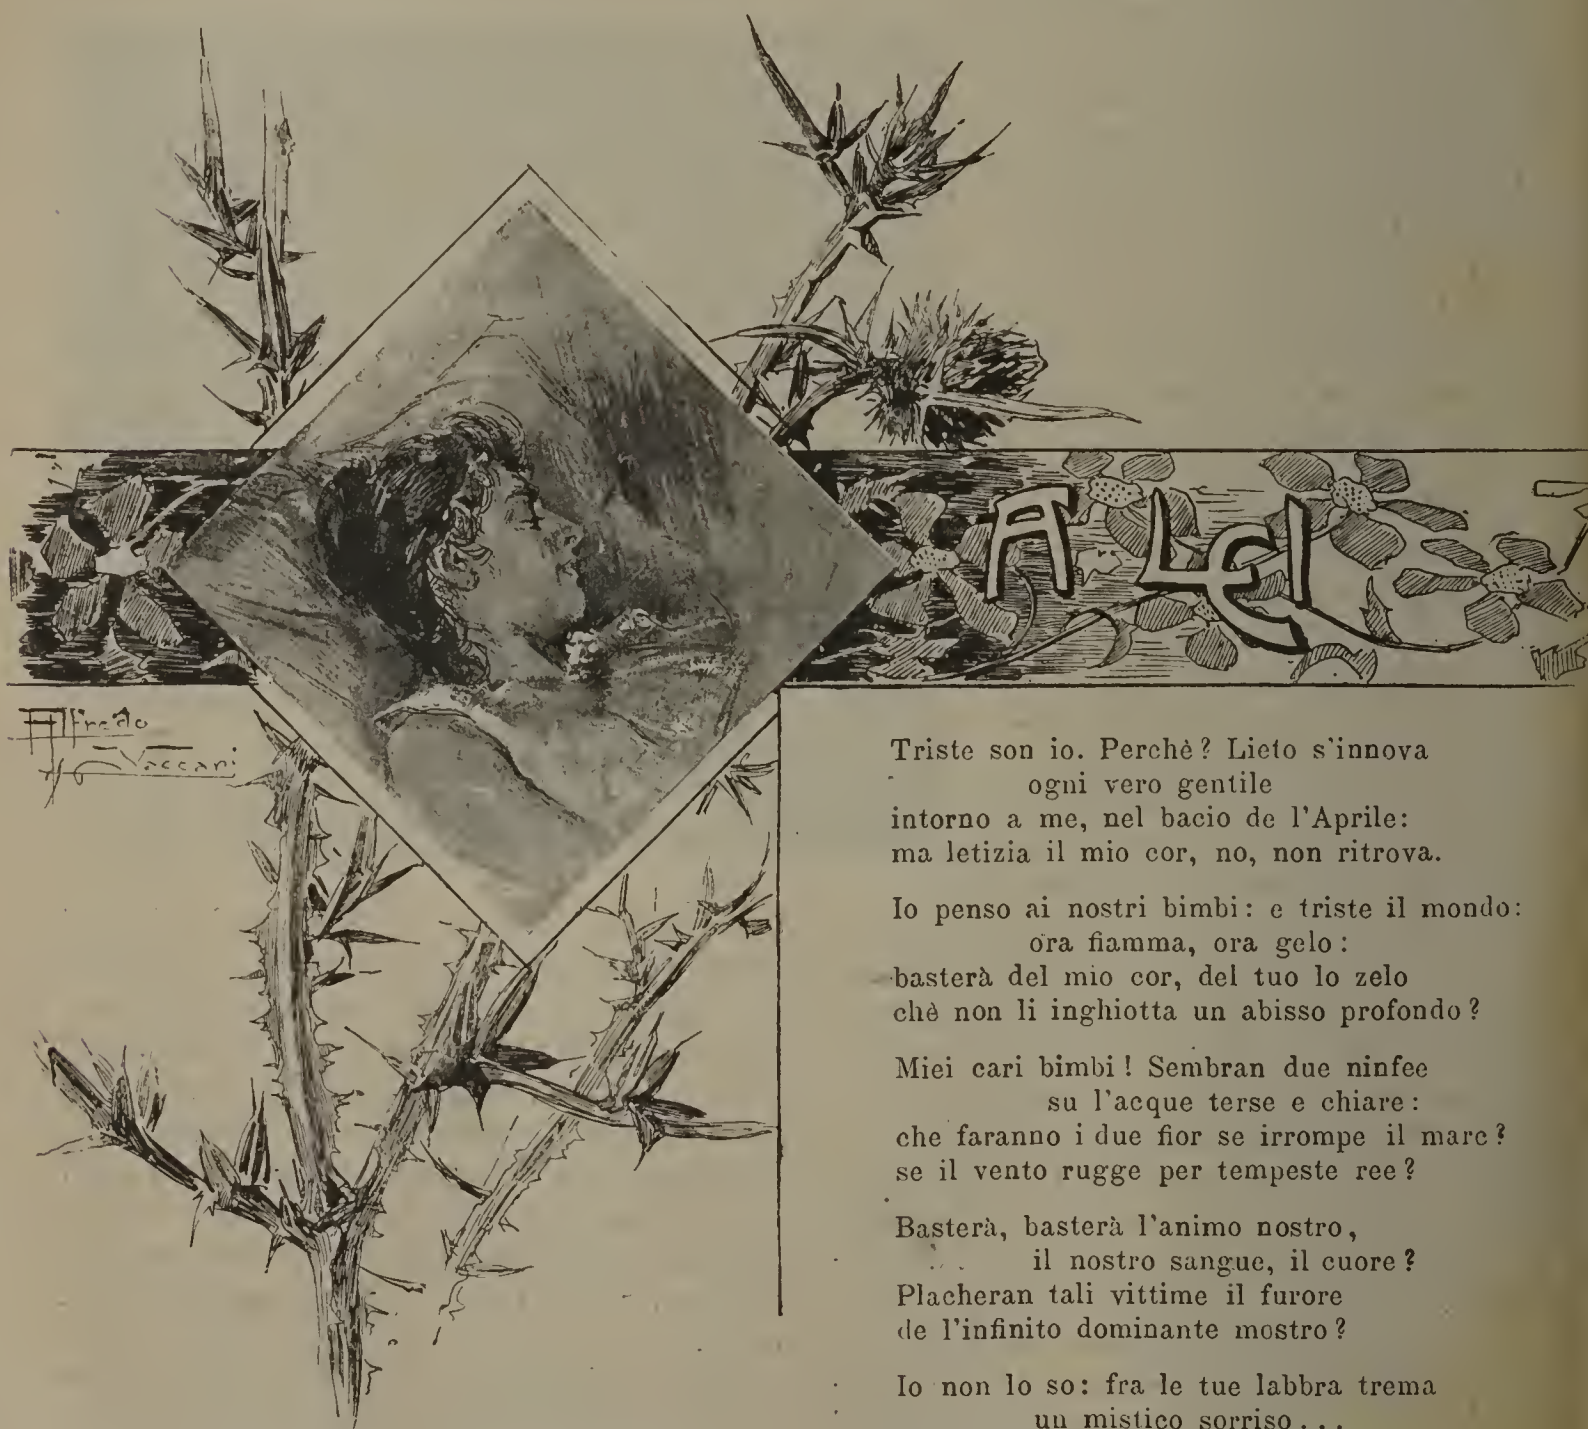 A LEI
Alfredo
Vaccari
Triste son io. Perchè? Lieto s'innova
ogni vero gentile
intorno a me, nel bacio de l'Aprile:
ma letizia il mio cor, no, non ritrova.
Io penso ai nostri bimbi: e triste il mondo:
ora fiamma, ora gelo:
basterà del mio cor, del tuo lo zelo
chè non li inghiotta un abisso profondo?
Miei cari bimbi! Sembran due ninfee
su l'acque terse e chiare:
che faranno i due fior se irrompe il mare?
se il vento rugge per tempeste ree?
Basterà, basterà l'animo nostro,
il nostro sangue, il cuore?
Placheran tali vittime il furore
de l'infinito dominante mostro?
Io non lo so: fra le tue labbra trema
un mistico sorriso...